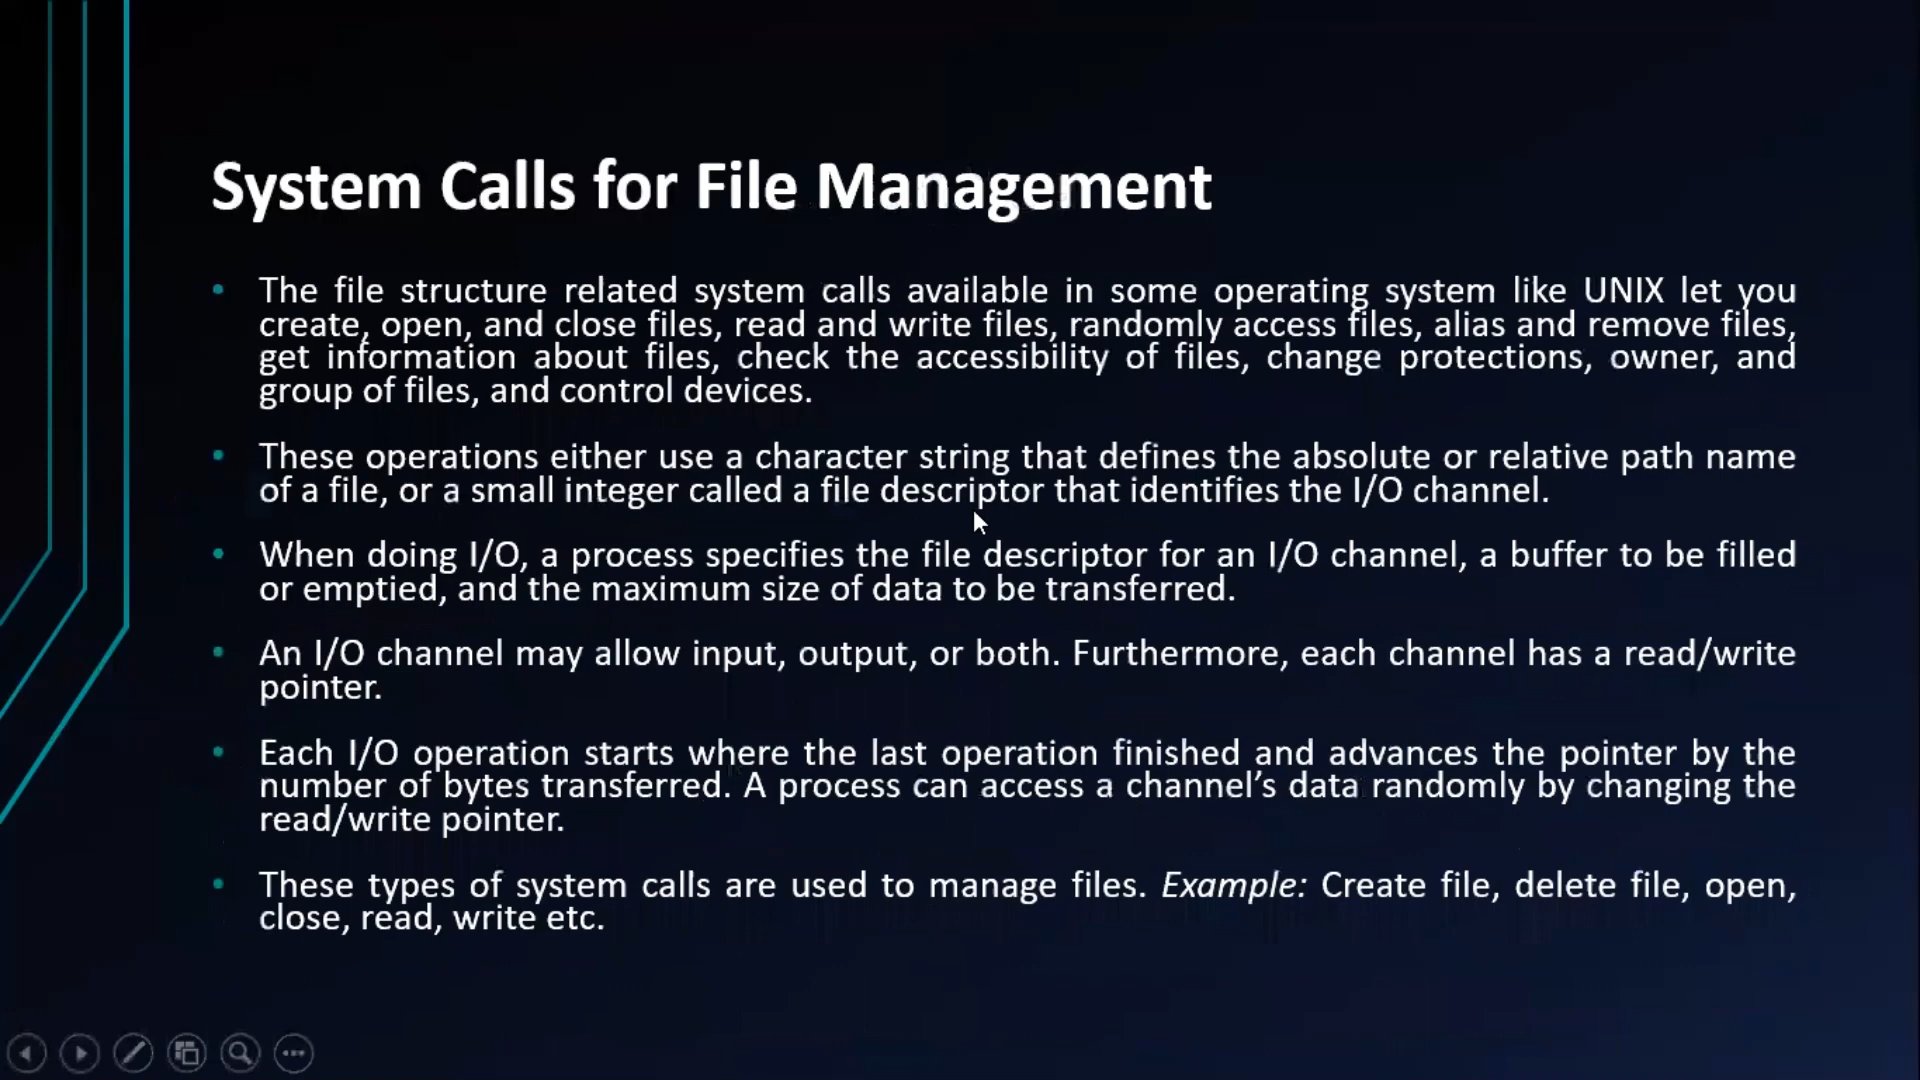 System Calls for File Management
• The file structure related system calls available in some operating system like UNIX let you
create, open, and close files, read and write files, randomly access files, alias and remove files,
get information about files, check the accessibility of files, change protections, owner, and
group of files, and control devices.
• These operations either use a character string that defines the absolute or relative path name
of a file, or a small integer called a file descriptor that identifies the I/O channel.
• When doing I/O, a process specifies the file descriptor for an I/O channel, a buffer to be filled
or emptied, and the maximum size of data to be transferred.
• An I/O channel may allow input, output, or both. Furthermore, each channel has a read/write
pointer.
• Each I/O operation starts where the last operation finished and advances the pointer by the
number of bytes transferred. A process can access a channel’s data randomly by changing the
read/write pointer.
• These types of system calls are used to manage files. Example: Create file, delete file, open,
close, read, write etc.